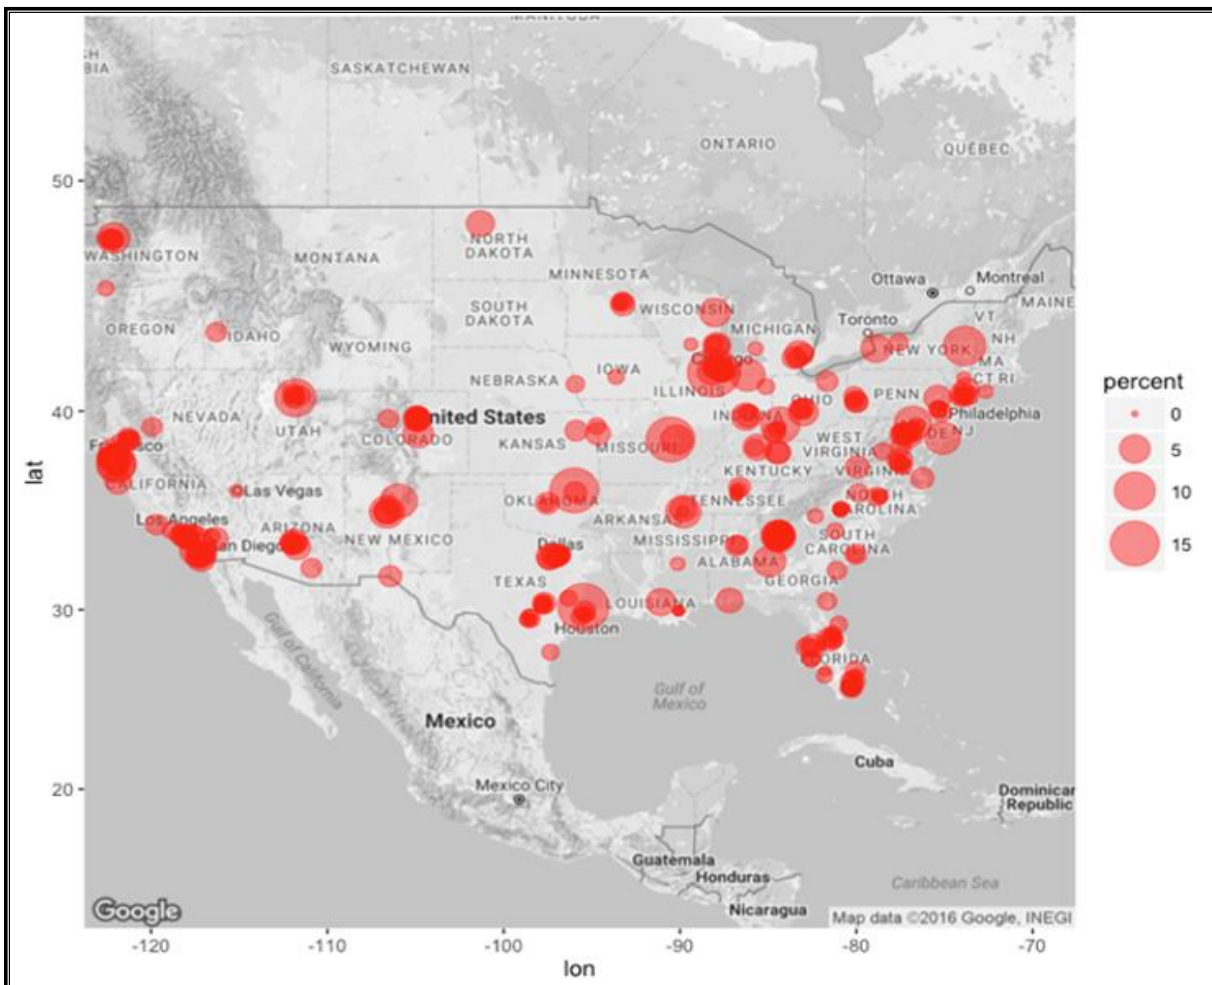 MANITOBA
SASKATCHEWAN
ONTARIO
QUÉBEC
50
NORTH
DAKOTA
WASHINGTON
MONTANA
MINNESOTA
Ottawa
Montreal
MAINE
WISCONSIN
SOUTH
DAKOTA
VT
NH
OREGON
IDAHO
MICHIGAN
Toronto
WYOMING
NEW YORK
MA
IOWA
NEBRASKA
CT RI
ILLINOIS
OHIO
PENN
percent
0
5
10
15
40
NEVADA
United States
INDIANA
Philadelphia
UTAH
COLORADO
KANSAS
MISSOURI
WEST
VIRGINIA
DE
NJ
KENTUCKY
VIRGINIA
CALIFORNIA
Las Vegas
OKLAHOMA
TENNESSEE
NORTH
CAROLINA
Los Angeles
ARIZONA
ARKANSAS
San Diego
NEW MEXICO
Dallas
MISSISSIPPI
SOUTH
CAROLINA
ALABAMA
TEXAS
GEORGIA
30
LOUISIANA
Houston
FLORIDA
Gulf of California
Gulf of
Mexico
Mexico
Cuba
20
Mexico City
Dominican
Republic
Guatemala
Honduras
Caribbean Sea
Nicaragua
Google
Map data ©2016 Google, INEGI
-120
-110
-100
-90
-80
-70
lon
lat